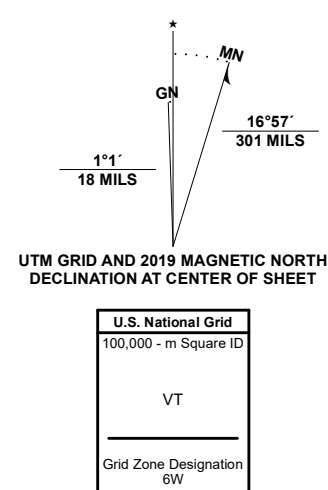 ★
MN
GN
16°57´
301 MILS
1°1´
18 MILS
UTM GRID AND 2019 MAGNETIC NORTH
DECLINATION AT CENTER OF SHEET
U.S. National Grid
100,000 - m Square ID
VT
Grid Zone Designation
6W